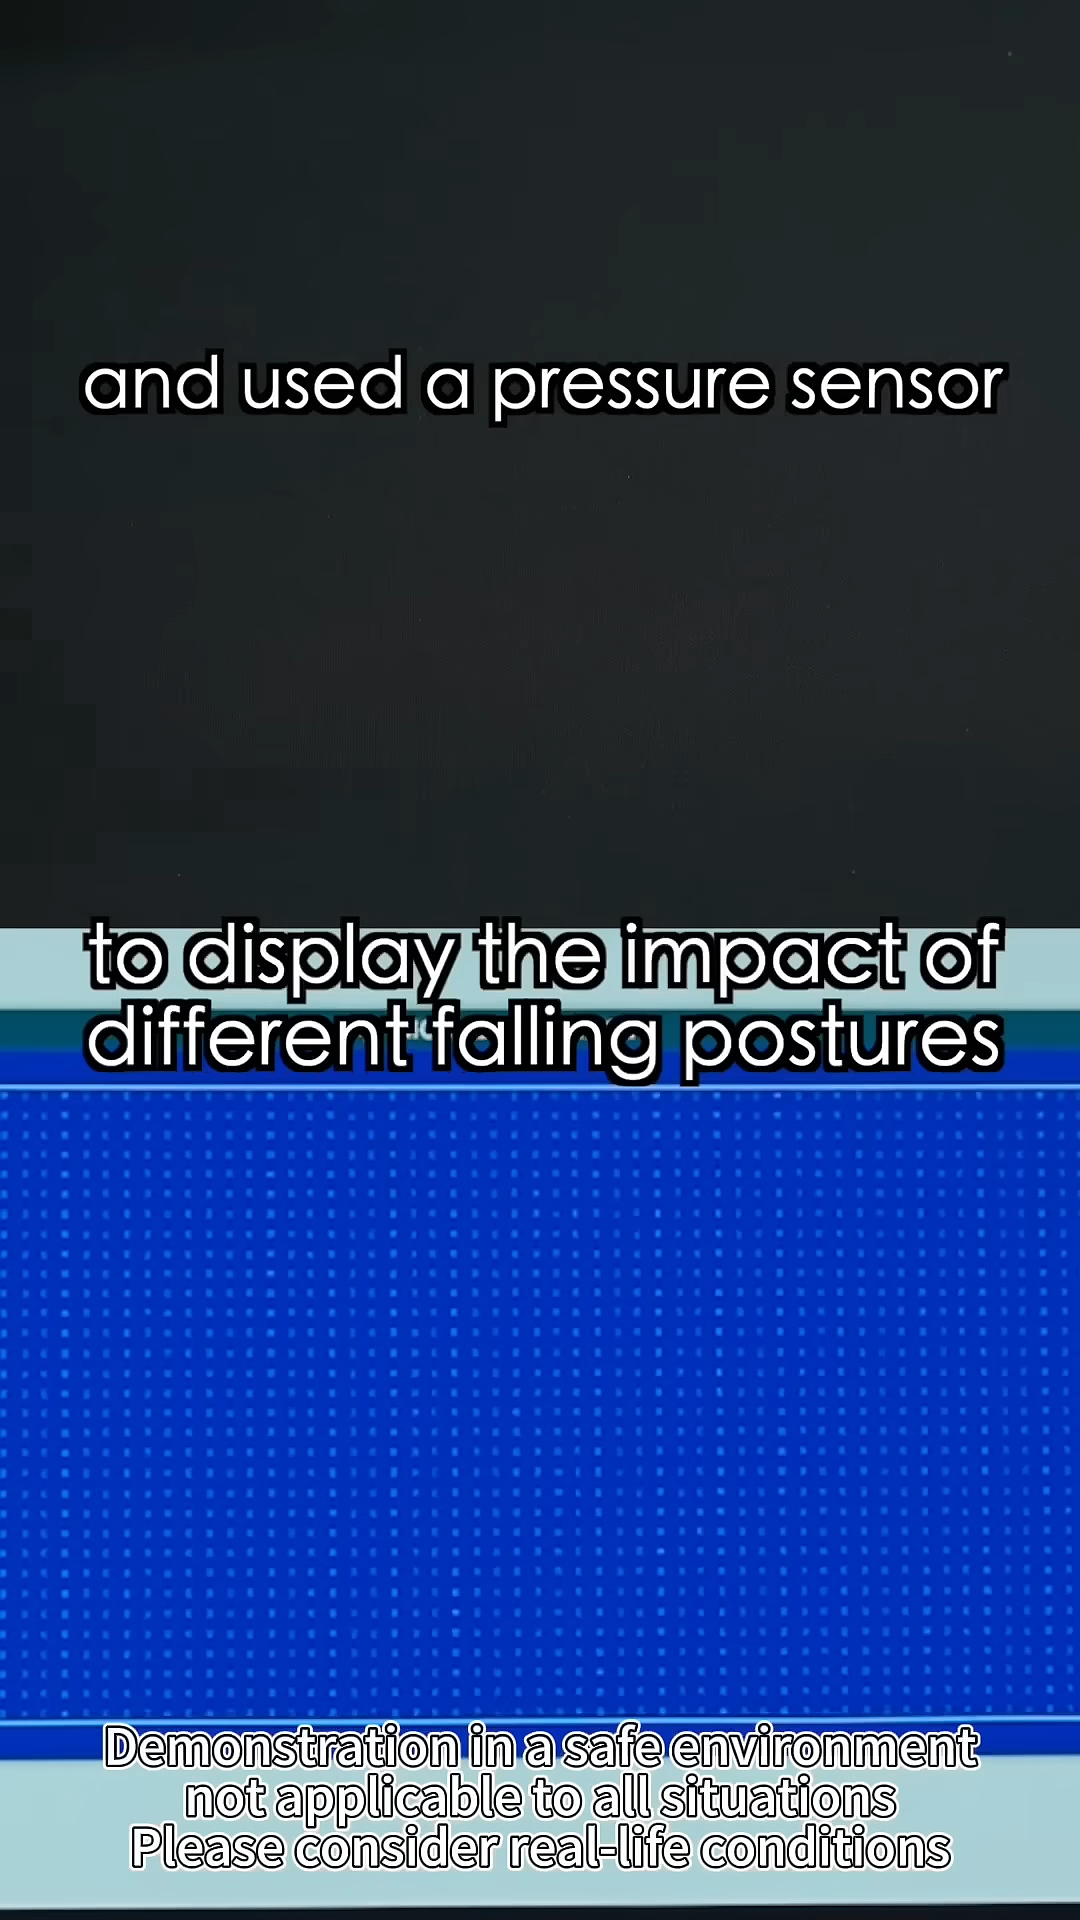 and used a pressure sensor
to display the impact of
different falling postures
Demonstration in a safe environment
not applicable to all situations
Please consider real-life conditions